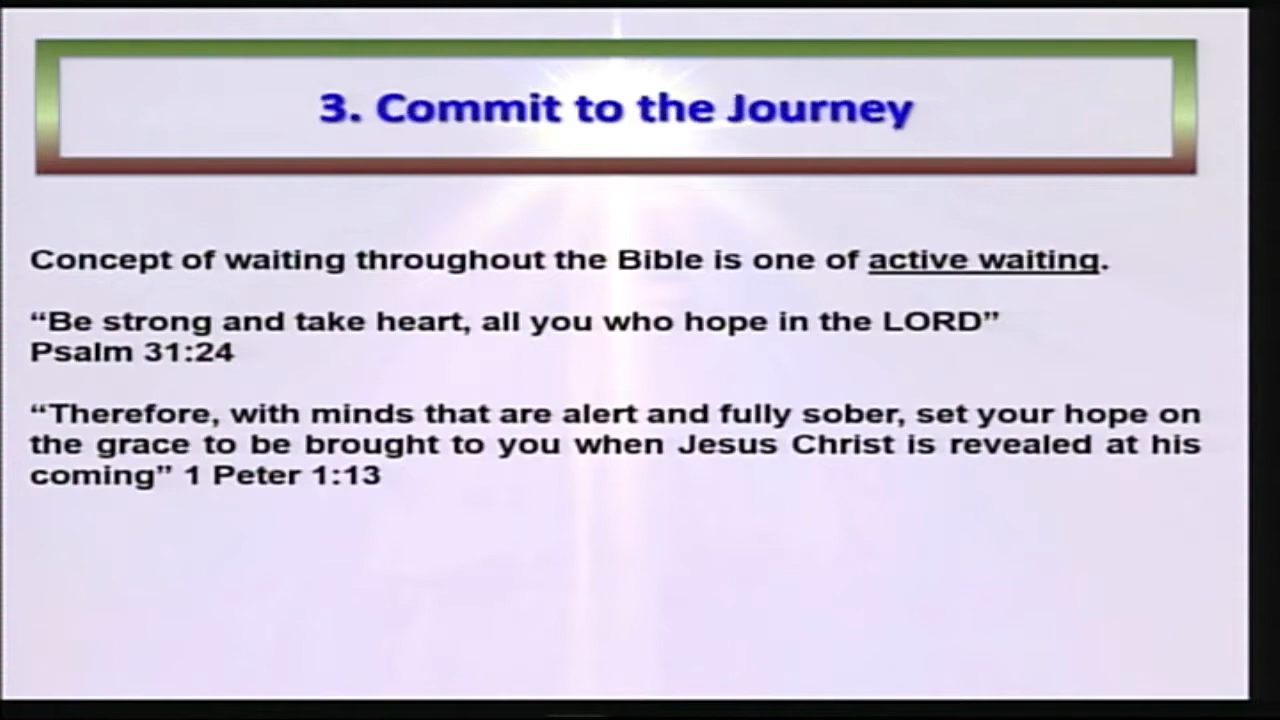 3. Commit to the Journey
Concept of waiting throughout the Bible is one of active waiting.
“Be strong and take heart, all you who hope in the LORD”
Psalm 31:24
“Therefore, with minds that are alert and fully sober, set your hope on
the grace to be brought to you when Jesus Christ is revealed at his
coming” 1 Peter 1:13